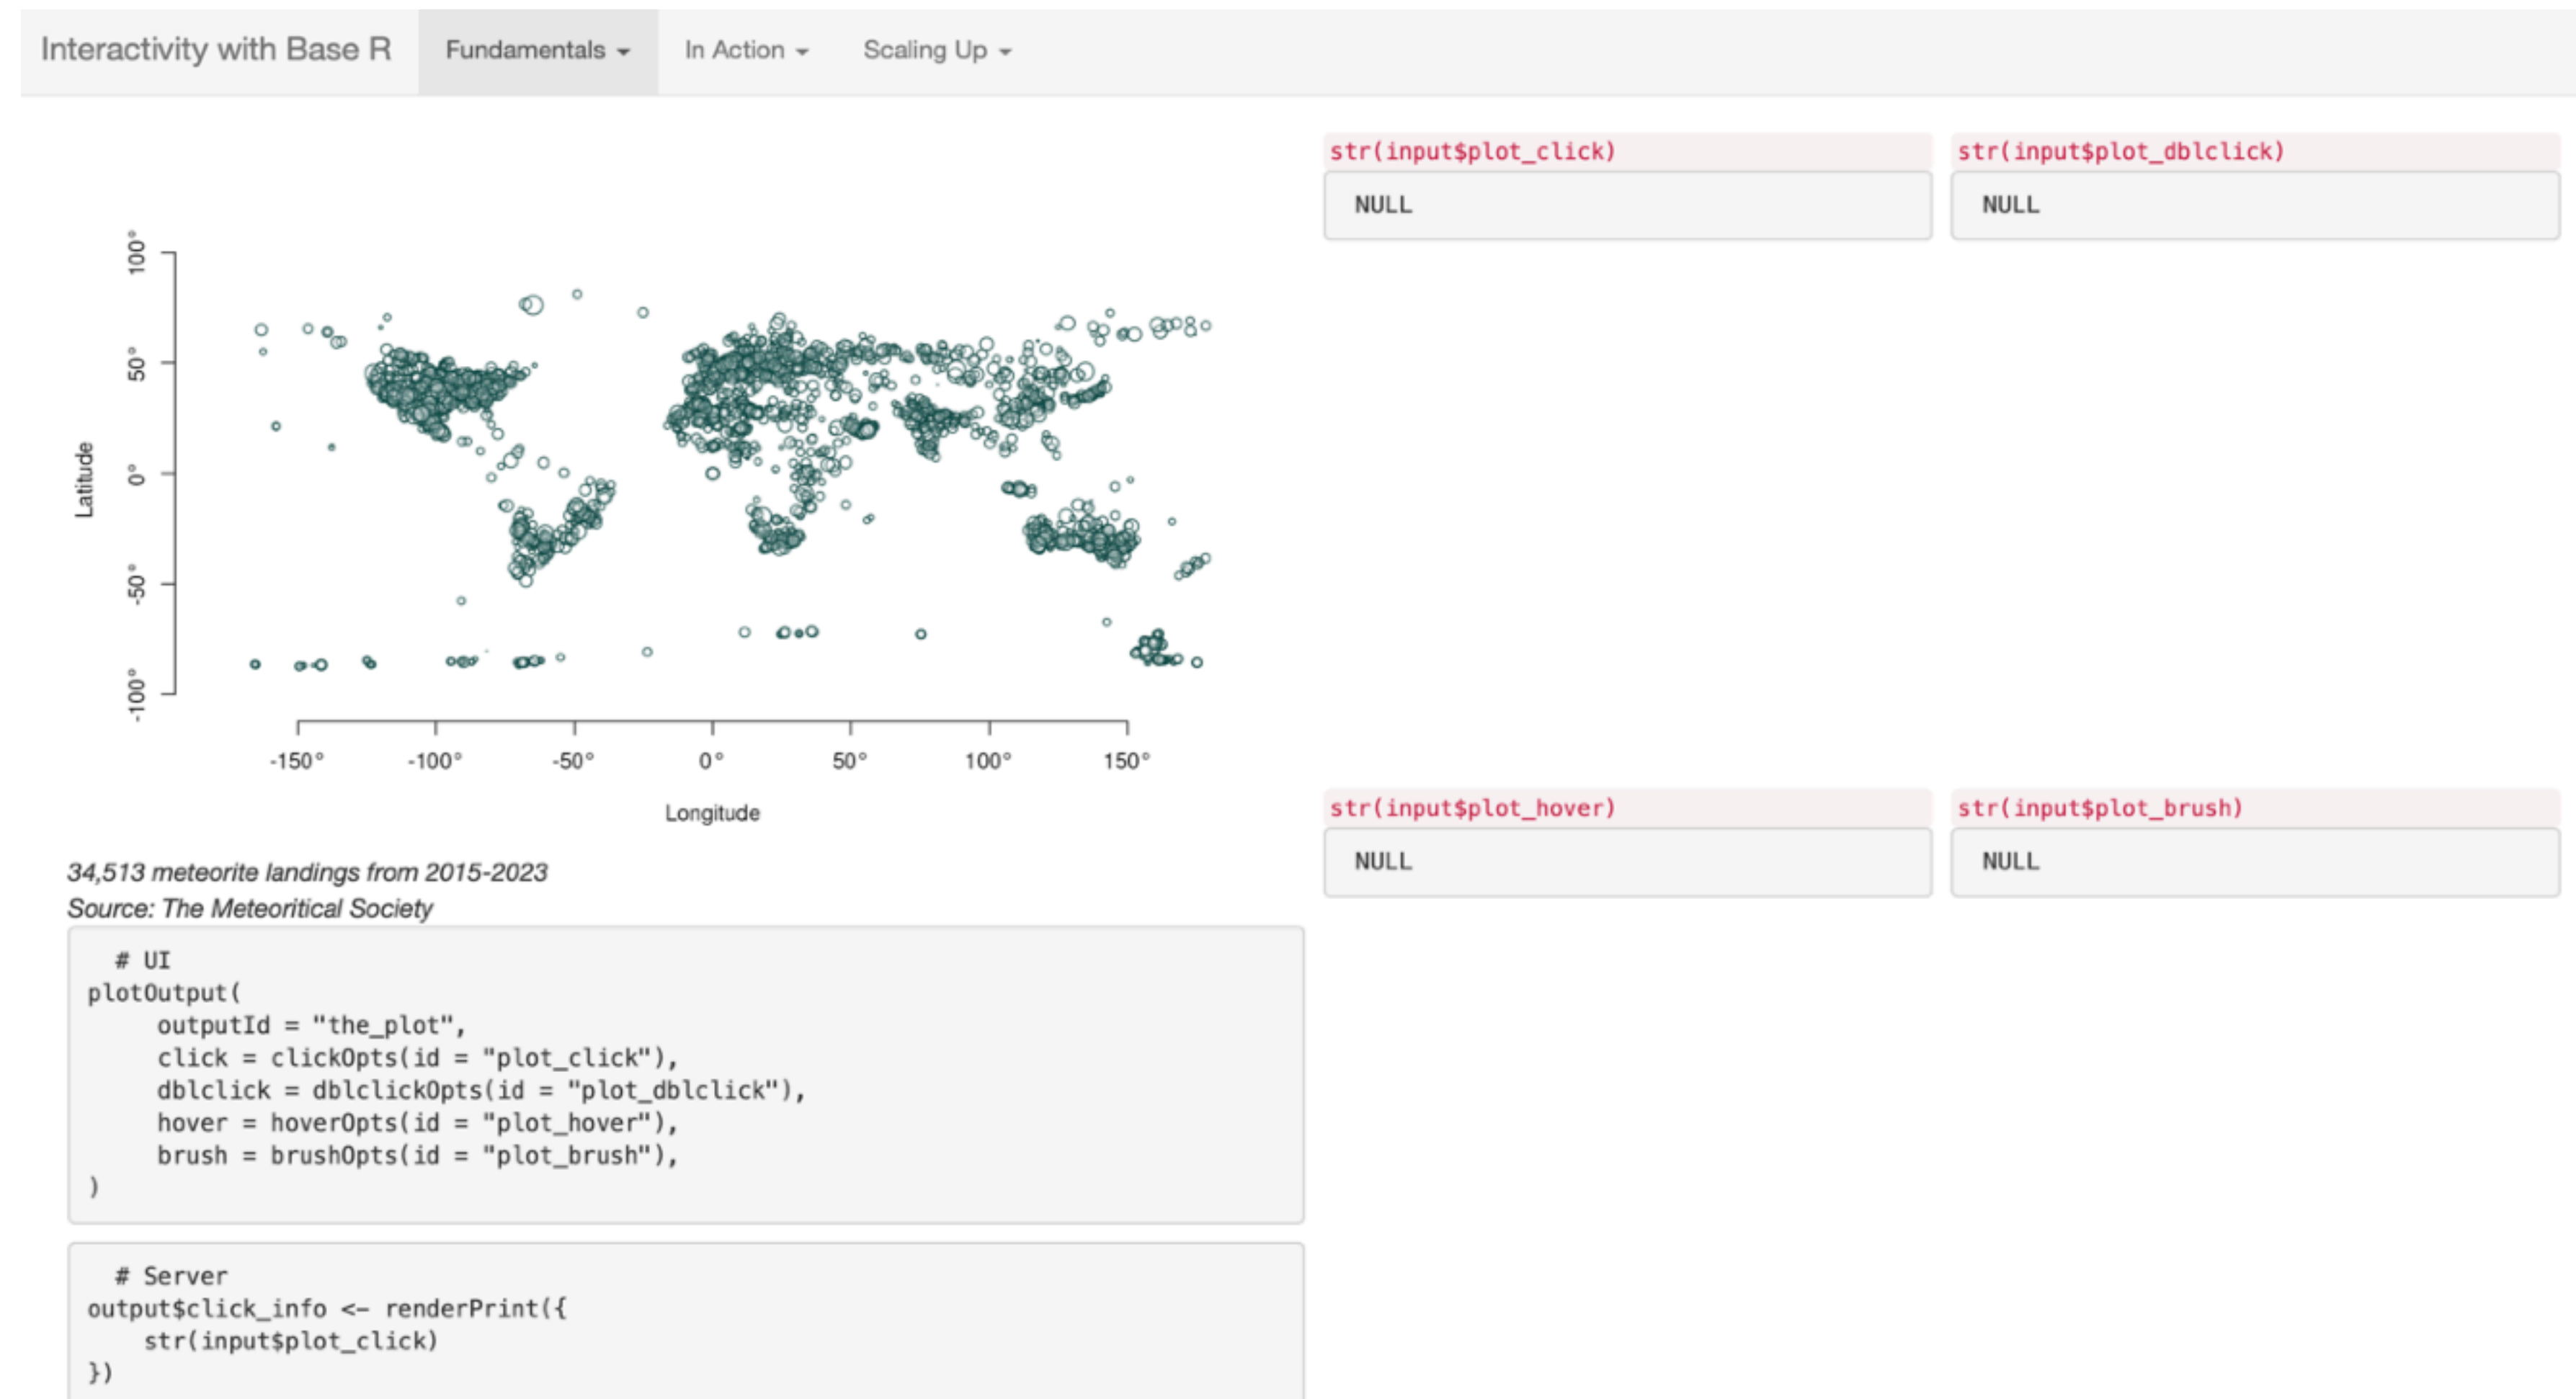 Interactivity with Base R
Fundamentals
In Action
Scaling Up
100°
50°
0°
-50°
-100°
Latitude
-150°
-100°
-50°
0°
50°
100°
150°
Longitude
34,513 meteorite landings from 2015-2023
Source: The Meteoritical Society
# UI
plotOutput(
outputId = "the_plot",
click = clickOpts(id = "plot_click"),
dblclick = dblclickOpts(id = "plot_dblclick"),
hover = hoverOpts(id = "plot_hover"),
brush = brushOpts(id = "plot_brush"),
)
# Server
output$click_info <- renderPrint({
str(input$plot_click)
})
str(input$plot_click)
NULL
str(input$plot_dblclick)
NULL
str(input$plot_hover)
NULL
str(input$plot_brush)
NULL